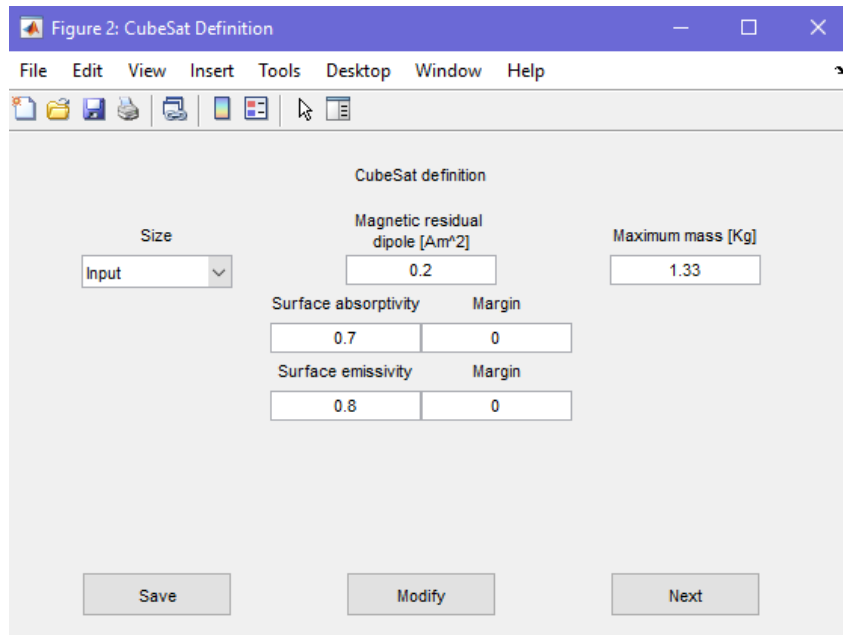 Figure 2: CubeSat Definition
File Edit View Insert Tools Desktop Window Help
CubeSat definition
Size
Input
Magnetic residual
dipole [Am^2]
0.2
Maximum mass [Kg]
1.33
Surface absorptivity Margin
0.7 0
Surface emissivity Margin
0.8 0
Save Modify Next